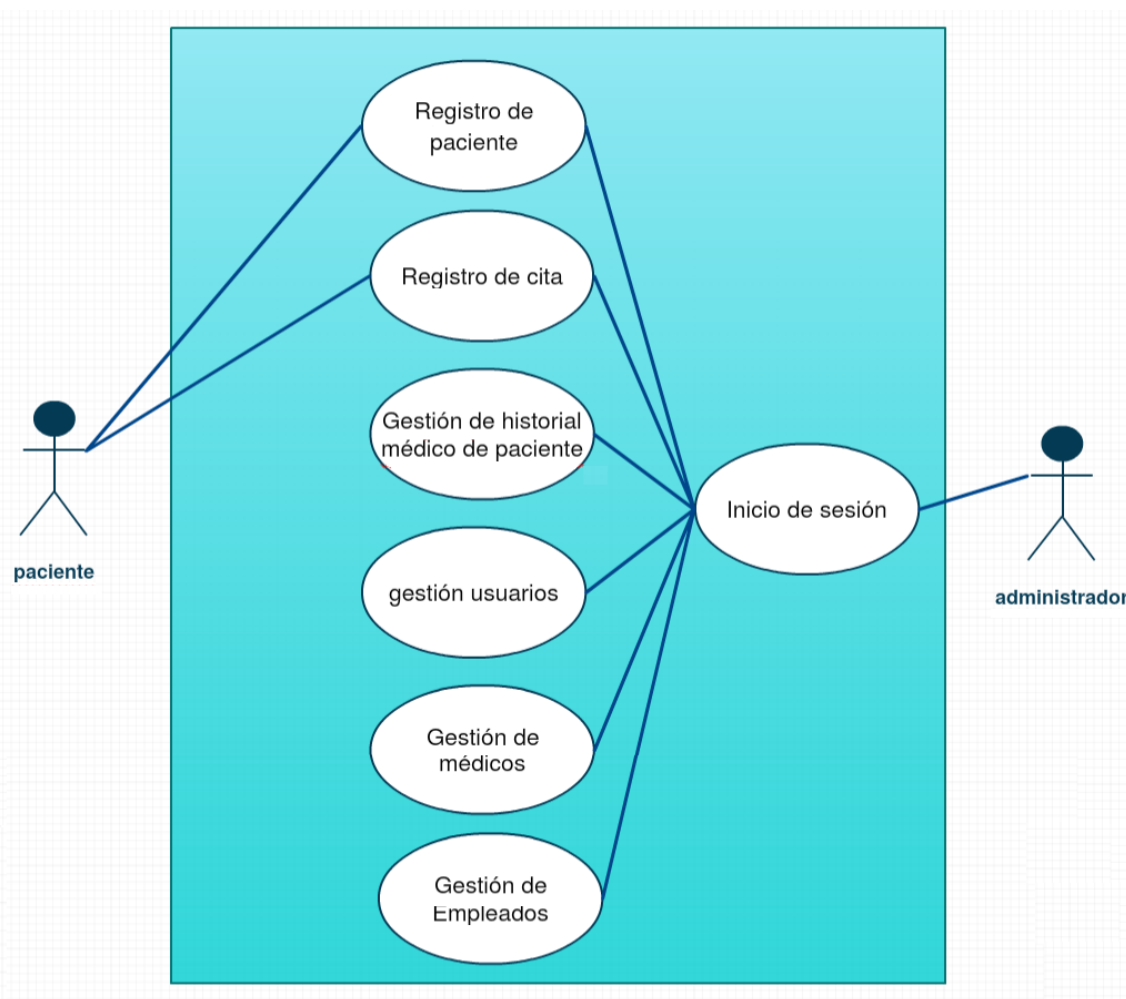 Registro de
paciente
Registro de cita
Gestión de historial
médico de paciente
gestión usuarios
Gestión de
médicos
Gestión de
Empleados
Inicio de sesión
paciente
administrador